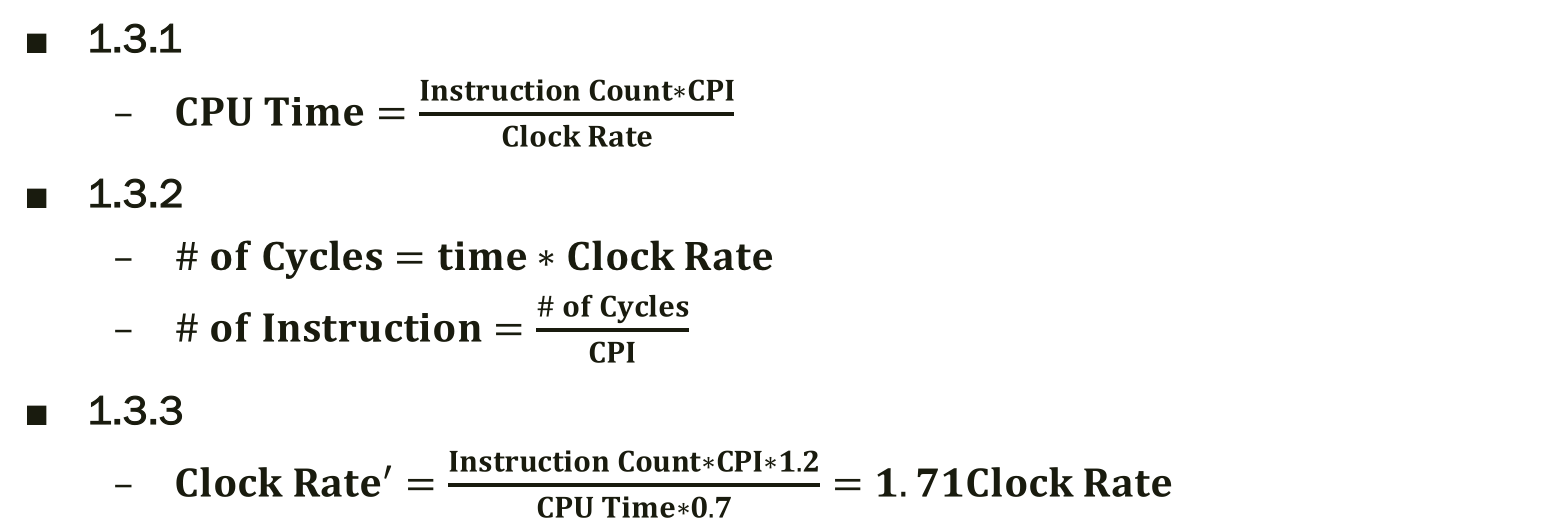 ■ 1.3.1
– CPU Time = Instruction Count∗CPI / Clock Rate
■ 1.3.2
– # of Cycles = time ∗ Clock Rate
– # of Instruction = # of Cycles / CPI
■ 1.3.3
– Clock Rate′ = Instruction Count∗CPI∗1.2 / CPU Time∗0.7 = 1.71Clock Rate